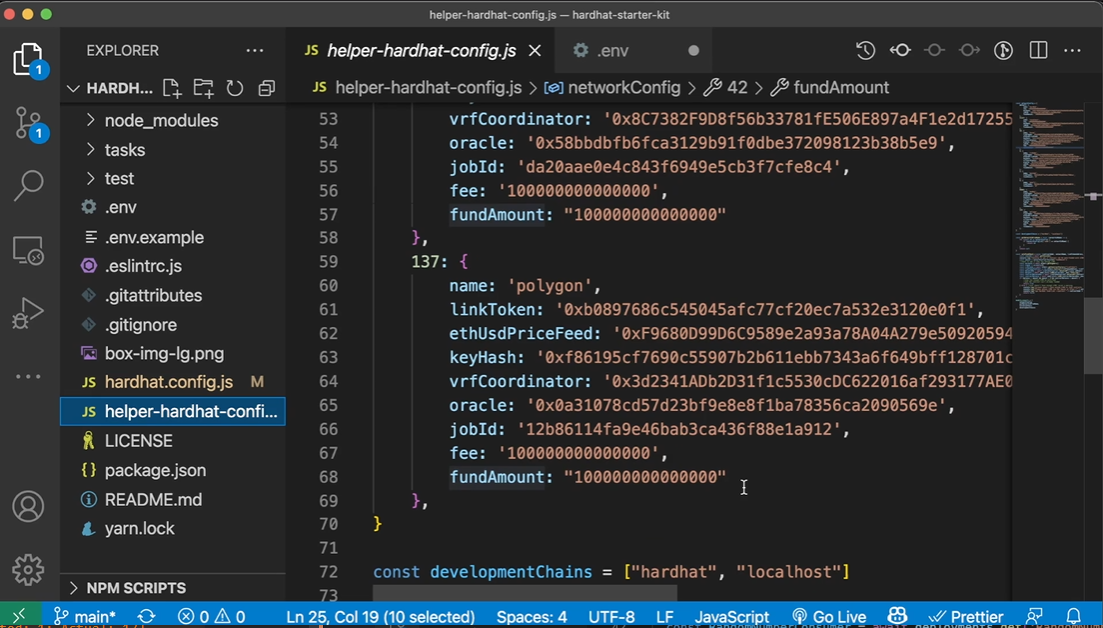 helper-hardhat-config.js — hardhat-starter-kit
EXPLORER
JS helper-hardhat-config.js
.env
HARDH...
JS helper-hardhat-config.js > networkConfig > 42 > fundAmount
node_modules
tasks
test
.env
.env.example
.eslintrc.js
.gitattributes
.gitignore
box-img-lg.png
JS hardhat.config.js M
JS helper-hardhat-confi...
LICENSE
package.json
README.md
yarn.lock
NPM SCRIPTS
1
1
53 vrfCoordinator: '0x8C7382F9D8f56b33781fE506E897a4F1e2d17255
54 oracle: '0x58bbdbfb6fca3129b91f0dbe372098123b38b5e9',
55 jobId: 'da20aae0e4c843f6949e5cb3f7cfe8c4',
56 fee: '100000000000000',
57 fundAmount: "100000000000000"
58 },
59 137: {
60 name: 'polygon',
61 linkToken: '0xb0897686c545045afc77cf20ec7a532e3120e0f1',
62 ethUsdPriceFeed: '0xF9680D99D6C9589e2a93a78A04A279e50920594
63 keyHash: '0xf86195cf7690c55907b2b611ebb7343a6f649bff128701c
64 vrfCoordinator: '0x3d2341ADb2D31f1c5530cDC622016af293177AE0
65 oracle: '0x0a31078cd57d23bf9e8e8f1ba78356ca2090569e',
66 jobId: '12b86114fa9e46bab3ca436f88e1a912',
67 fee: '100000000000000',
68 fundAmount: "100000000000000"
69 },
70 }
71
72 const developmentChains = ["hardhat", "localhost"]
73
main* 0 0 Ln 25, Col 19 (10 selected) Spaces: 4 UTF-8 LF JavaScript Go Live Prettier